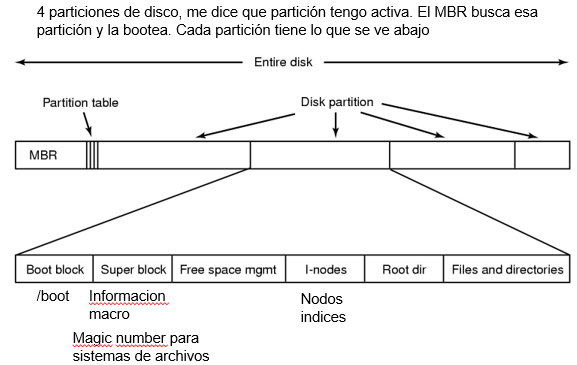 4 particiones de disco, me dice que partición tengo activa. El MBR busca esa
partición y la bootea. Cada partición tiene lo que se ve abajo
Entire disk
Partition table
Disk partition
MBR
Boot block
Super block
Free space mgmt
I-nodes
Root dir
Files and directories
/boot
Informacion
macro
Nodos
indices
Magic number para
sistemas de archivos